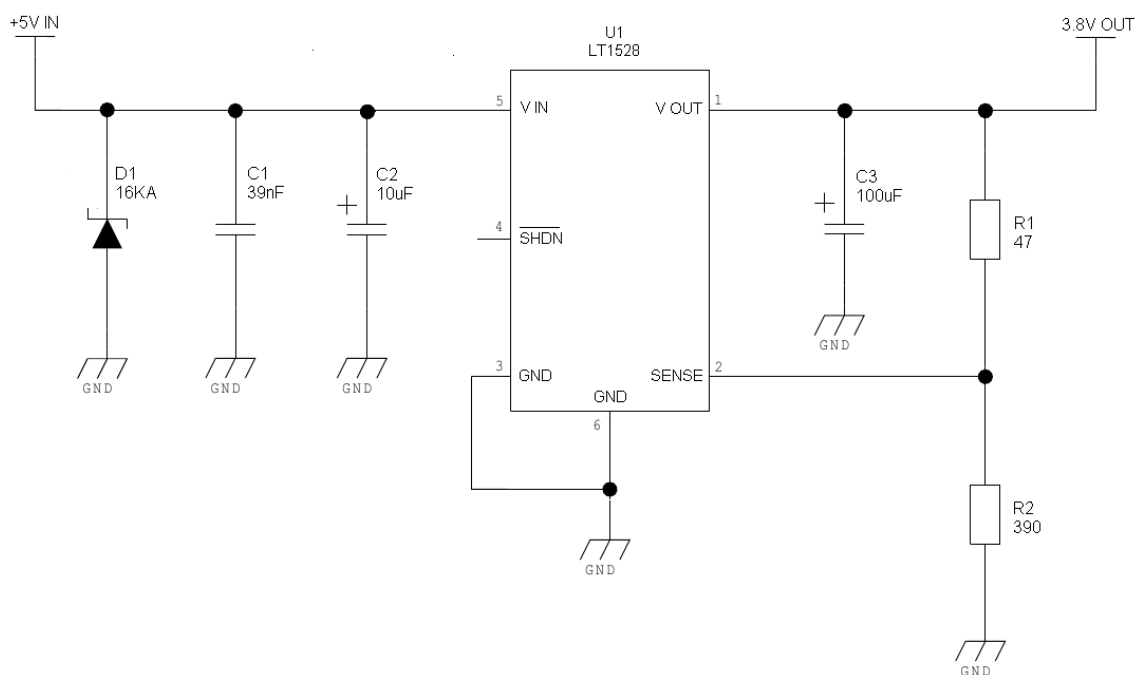 +5V IN
U1
LT1528
3.8V OUT
5
V IN
V OUT
1
D1
16KA
C1
39nF
C2
10uF
+
C3
100uF
+
4
SHDN
R1
47
GND
3
GND
SENSE
2
GND
GND
GND
GND
6
R2
390
GND
GND